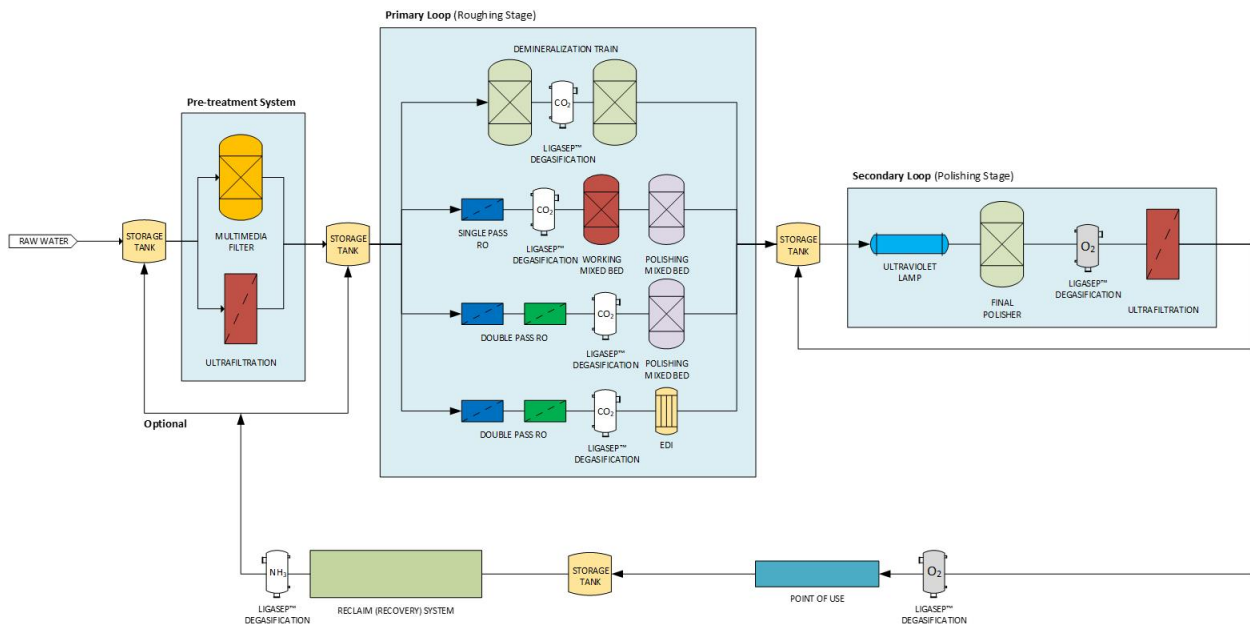 Primary Loop (Roughing Stage)
DEMINERALIZATION TRAIN
CO2
LIGASEP™
DEGASIFICATION
Pre-treatment System
MULTIMEDIA
FILTER
ULTRAFILTRATION
RAW WATER
STORAGE
TANK
STORAGE
TANK
Optional
SINGLE PASS
RO
CO2
LIGASEP™
DEGASIFICATION
WORKING
MIXED BED
POLISHING
MIXED BED
DOUBLE PASS RO
CO2
LIGASEP™
DEGASIFICATION
POLISHING
MIXED BED
DOUBLE PASS RO
CO2
LIGASEP™
DEGASIFICATION
EDI
STORAGE
TANK
Secondary Loop (Polishing Stage)
ULTRAVIOLET
LAMP
FINAL
POLISHER
O2
LIGASEP™
DEGASIFICATION
ULTRAFILTRATION
NH3
LIGASEP™
DEGASIFICATION
RECLAIM (RECOVERY) SYSTEM
STORAGE
TANK
POINT OF USE
O2
LIGASEP™
DEGASIFICATION